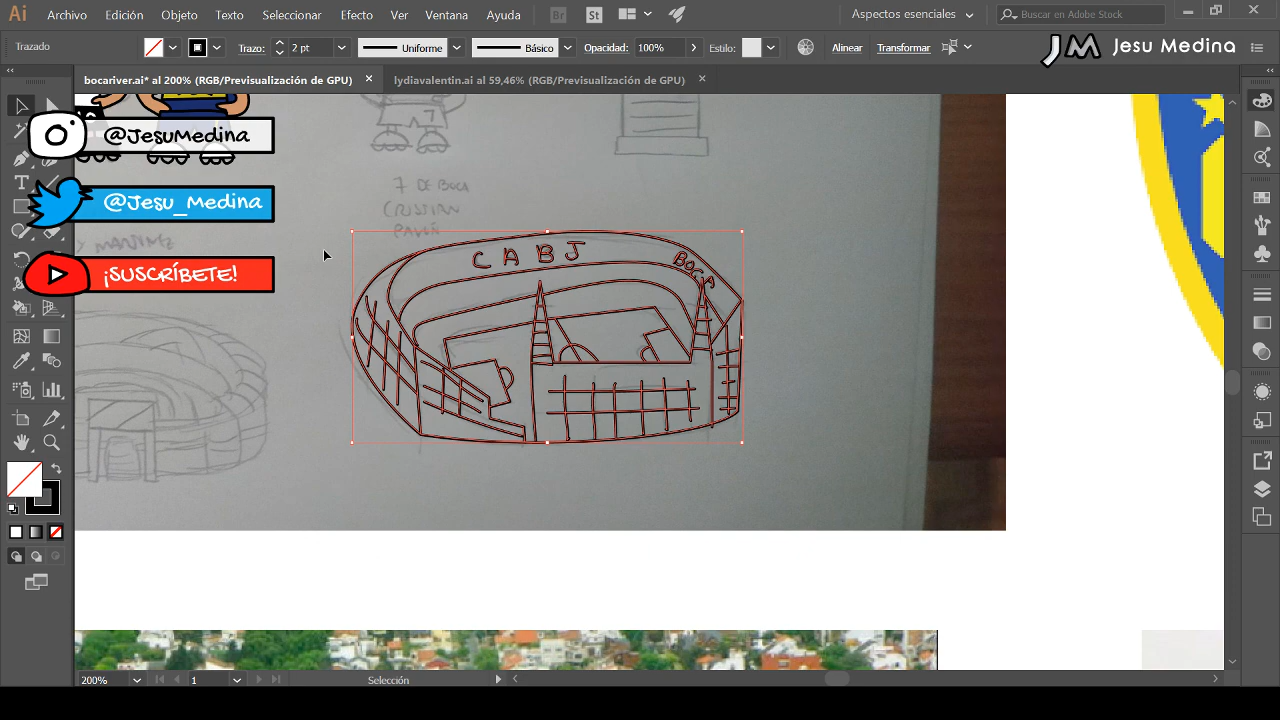 Ai Archivo Edición Objeto Texto Seleccionar Efecto Ver Ventana Ayuda Br St Aspectos esenciales Buscar en Adobe Stock
Trazado Trazo: 2 pt Uniforme Básico Opacidad: 100% Estilo: Alinear Transformar JM Jesu Medina
bocariver.ai* al 200% (RGB/Previsualización de GPU) × lydiavalentin.ai al 59,46% (RGB/Previsualización de GPU) ×
@JesuMedina
7
7 DE BOCA
@Jesu_Medina
CRISTIAN
PAVÓN
Y MARTINEZ
C A B J
BOCA
¡SUSCRÍBETE!
200% 1 Selección